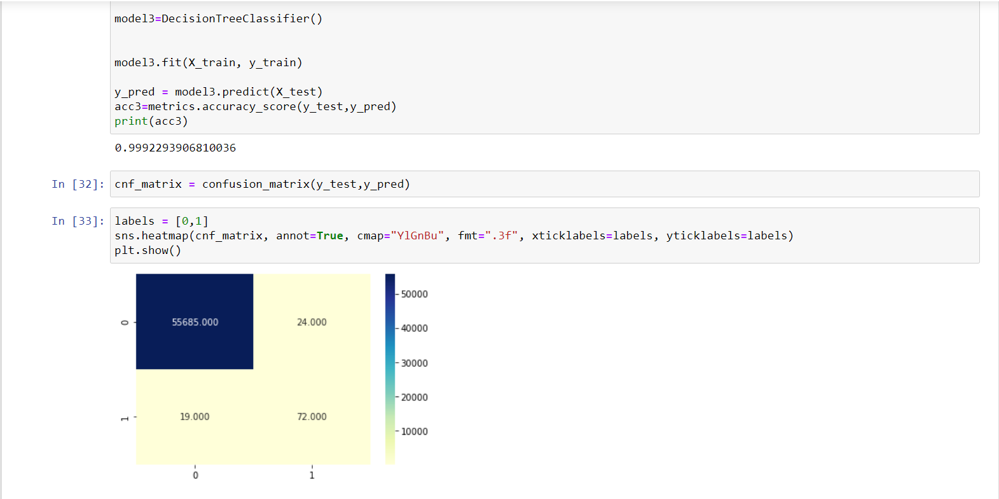 model3=DecisionTreeClassifier()
model3.fit(X_train, y_train)
y_pred = model3.predict(X_test)
acc3=metrics.accuracy_score(y_test,y_pred)
print(acc3)
0.9992293906810036
In [32]: cnf_matrix = confusion_matrix(y_test,y_pred)
In [33]: labels = [0,1]
sns.heatmap(cnf_matrix, annot=True, cmap="YlGnBu", fmt=".3f", xticklabels=labels, yticklabels=labels)
plt.show()
50000
0 55685.000 24.000
40000
30000
20000
1 19.000 72.000
10000
0 1